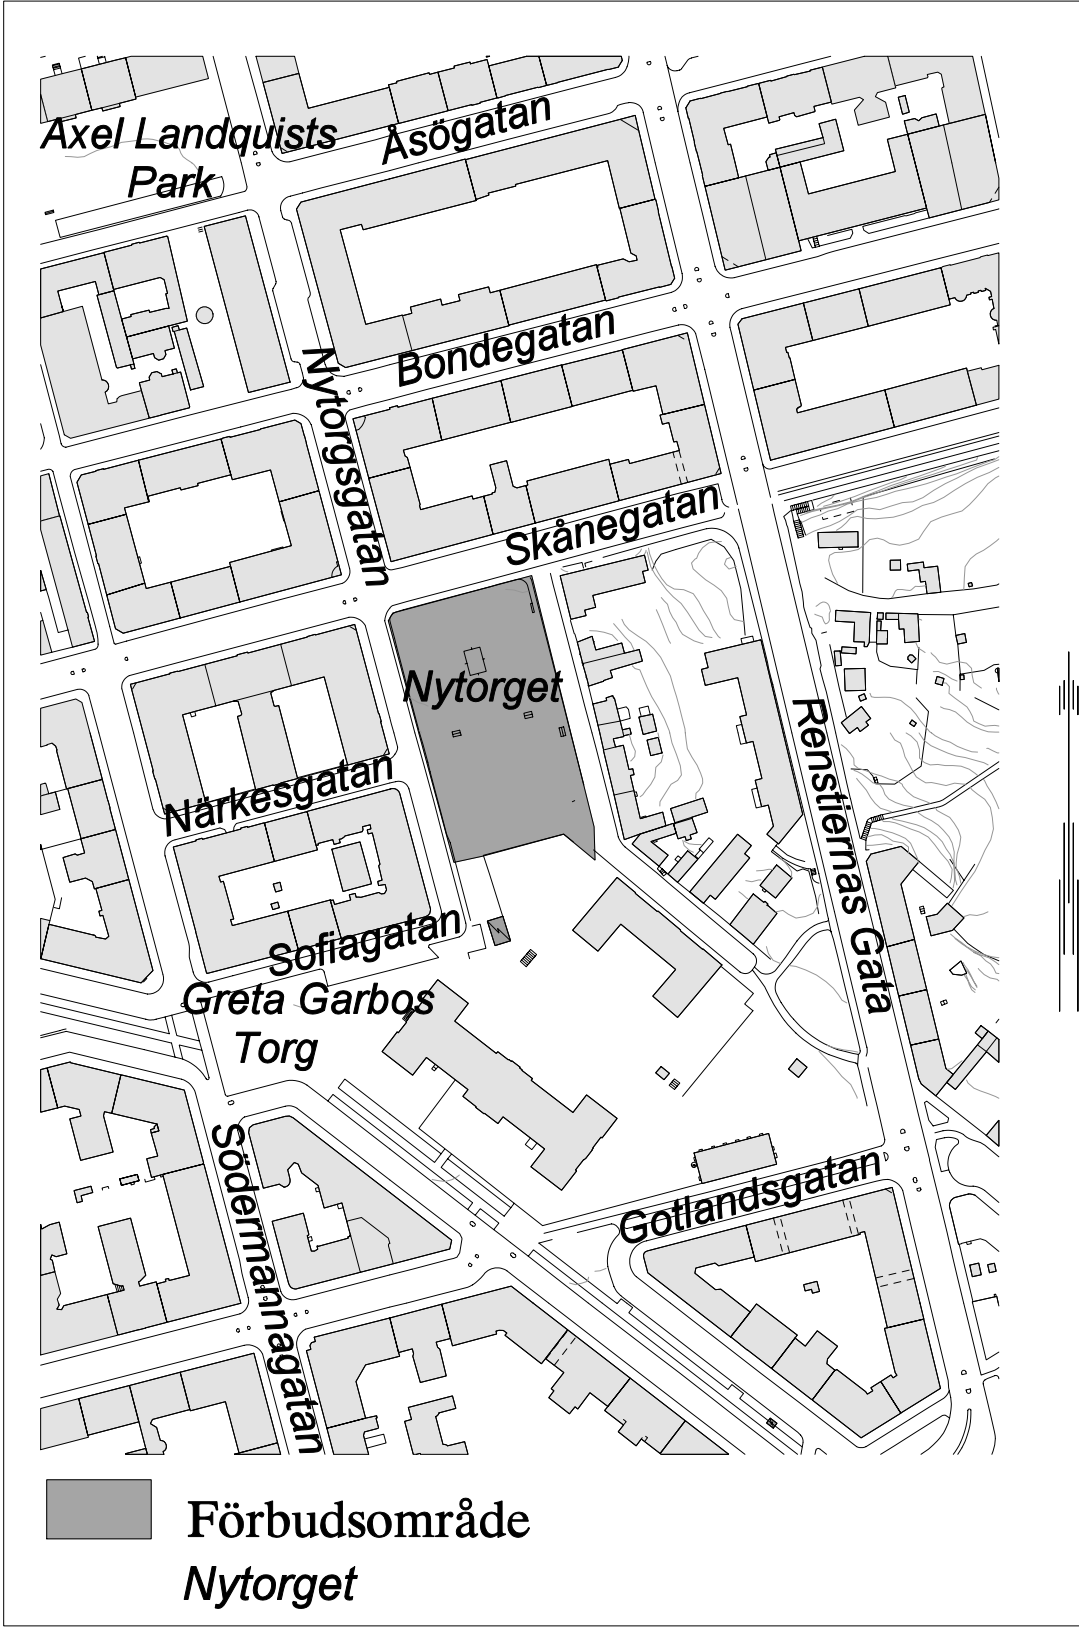 Åsögatan
Axel Landquists
Park
Bondegatan
Nytorgsgatan
Skånegatan
Nytorget
Renstiernas Gata
Närkesgatan
Sofiagatan
Greta Garbos
Torg
Södermannagatan
Gotlandsgatan
Förbudsområde
Nytorget